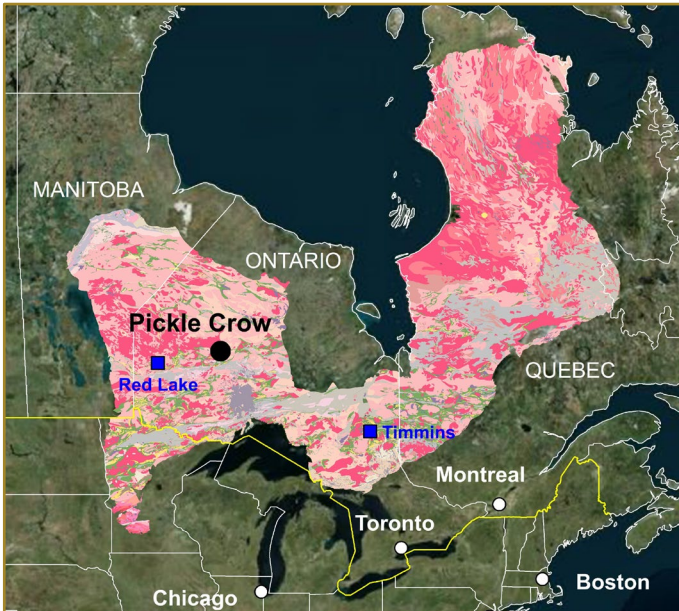 MANITOBA
ONTARIO
Pickle Crow
Red Lake
QUEBEC
Timmins
Montreal
Toronto
Boston
Chicago